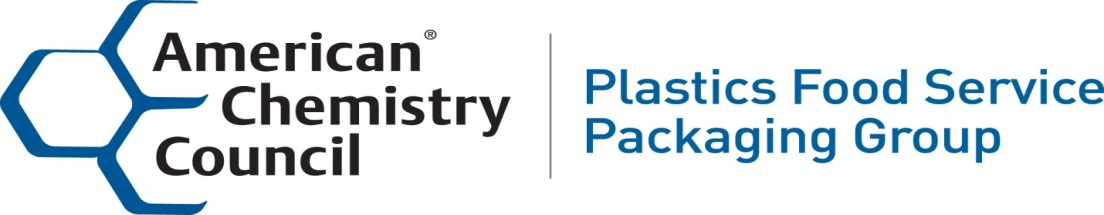 American®
Chemistry
Council
Plastics Food Service
Packaging Group